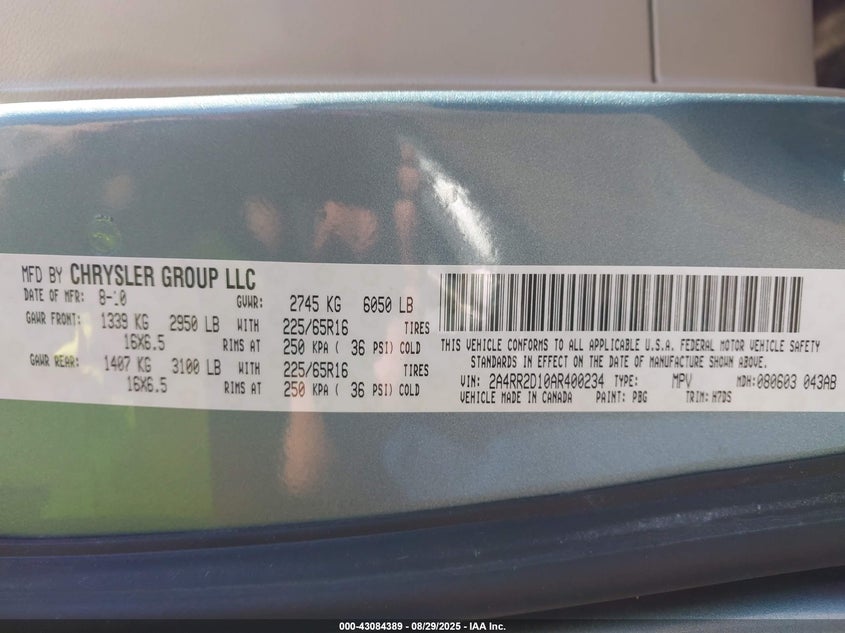 MFD BY CHRYSLER GROUP LLC
DATE OF MFR: 8-10 GVWR: 2745 KG 6050 LB
GAWR FRONT: 1339 KG 2950 LB WITH 225/65R16 TIRES
16X6.5 RIMS AT 250 KPA ( 36 PSI) COLD
GAWR REAR: 1407 KG 3100 LB WITH 225/65R16 TIRES
16X6.5 RIMS AT 250 KPA ( 36 PSI) COLD
THIS VEHICLE CONFORMS TO ALL APPLICABLE U.S.A. FEDERAL MOTOR VEHICLE SAFETY
STANDARDS IN EFFECT ON THE DATE OF MANUFACTURE SHOWN ABOVE.
VIN: 2A4RR2D10AR400234 TYPE: MPV MDH: 080603 043AB
VEHICLE MADE IN CANADA PAINT: PBG TRIM: H7DS
000-43084389 - 08/29/2025 - IAA Inc.